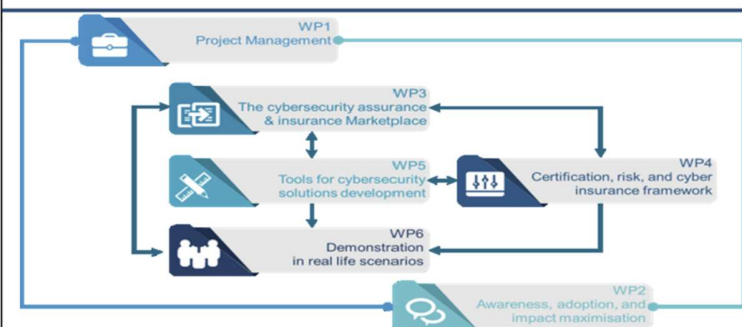 WP1
Project Management
WP3
The cybersecurity assurance
& insurance Marketplace
WP5
Tools for cybersecurity
solutions development
WP4
Certification, risk, and cyber
insurance framework
WP6
Demonstration
in real life scenarios
WP2
Awareness, adoption, and
impact maximisation